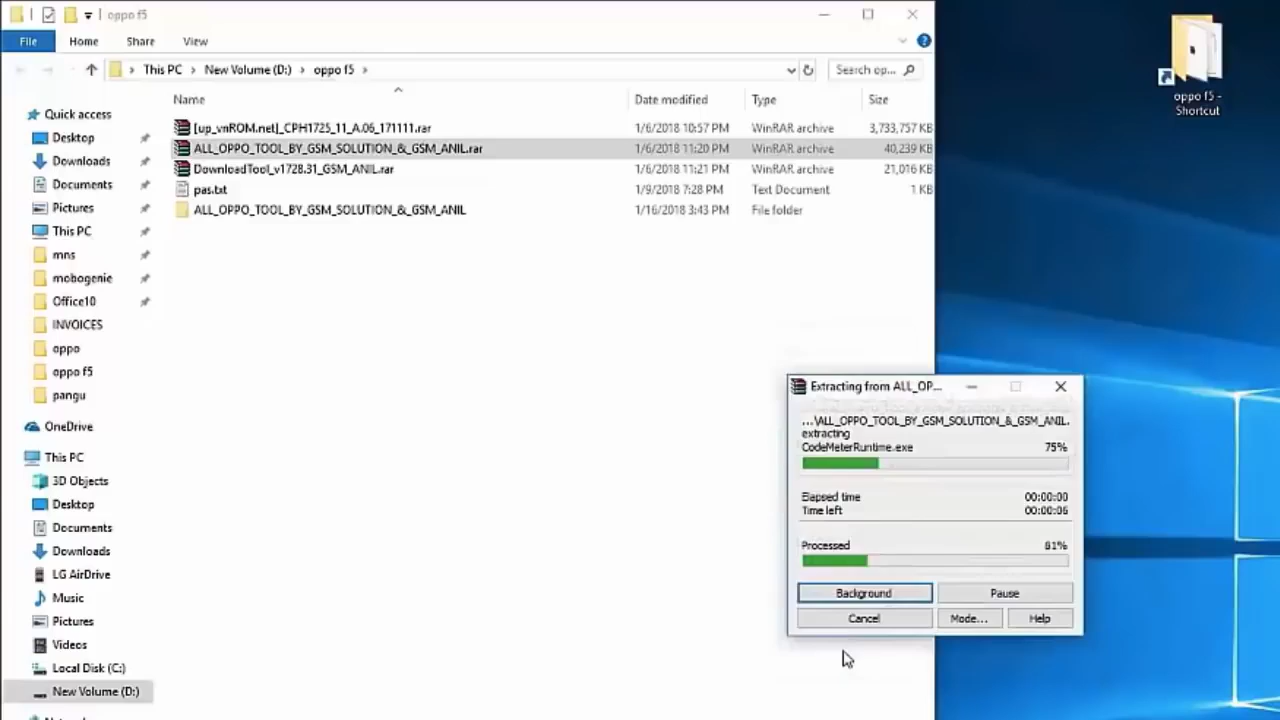 oppo f5
File Home Share View
This PC New Volume (D:) oppo f5 Search op...
Name Date modified Type Size
[up_vnROM.net]_CPH1725_11_A.06_171111.rar 1/6/2018 10:57 PM WinRAR archive 3,733,757 KB
ALL_OPPO_TOOL_BY_GSM_SOLUTION_&_GSM_ANIL.rar 1/6/2018 11:20 PM WinRAR archive 40,239 KB
DownloadTool_v1728.31_GSM_ANIL.rar 1/6/2018 11:21 PM WinRAR archive 21,016 KB
pas.txt 1/9/2018 7:28 PM Text Document 1 KB
ALL_OPPO_TOOL_BY_GSM_SOLUTION_&_GSM_ANIL 1/16/2018 3:43 PM File folder
Quick access
Desktop
Downloads
Documents
Pictures
This PC
mns
mobogenie
Office10
INVOICES
oppo
oppo f5
pangu
OneDrive
This PC
3D Objects
Desktop
Documents
Downloads
LG AirDrive
Music
Pictures
Videos
Local Disk (C:)
New Volume (D:)
oppo f5 -
Shortcut
Extracting from ALL_OP...
...\ALL_OPPO_TOOL_BY_GSM_SOLUTION_&_GSM_ANIL.
extracting
CodeMeterRuntime.exe 75%
Elapsed time 00:00:00
Time left 00:00:06
Processed 81%
Background Pause
Cancel Mode... Help